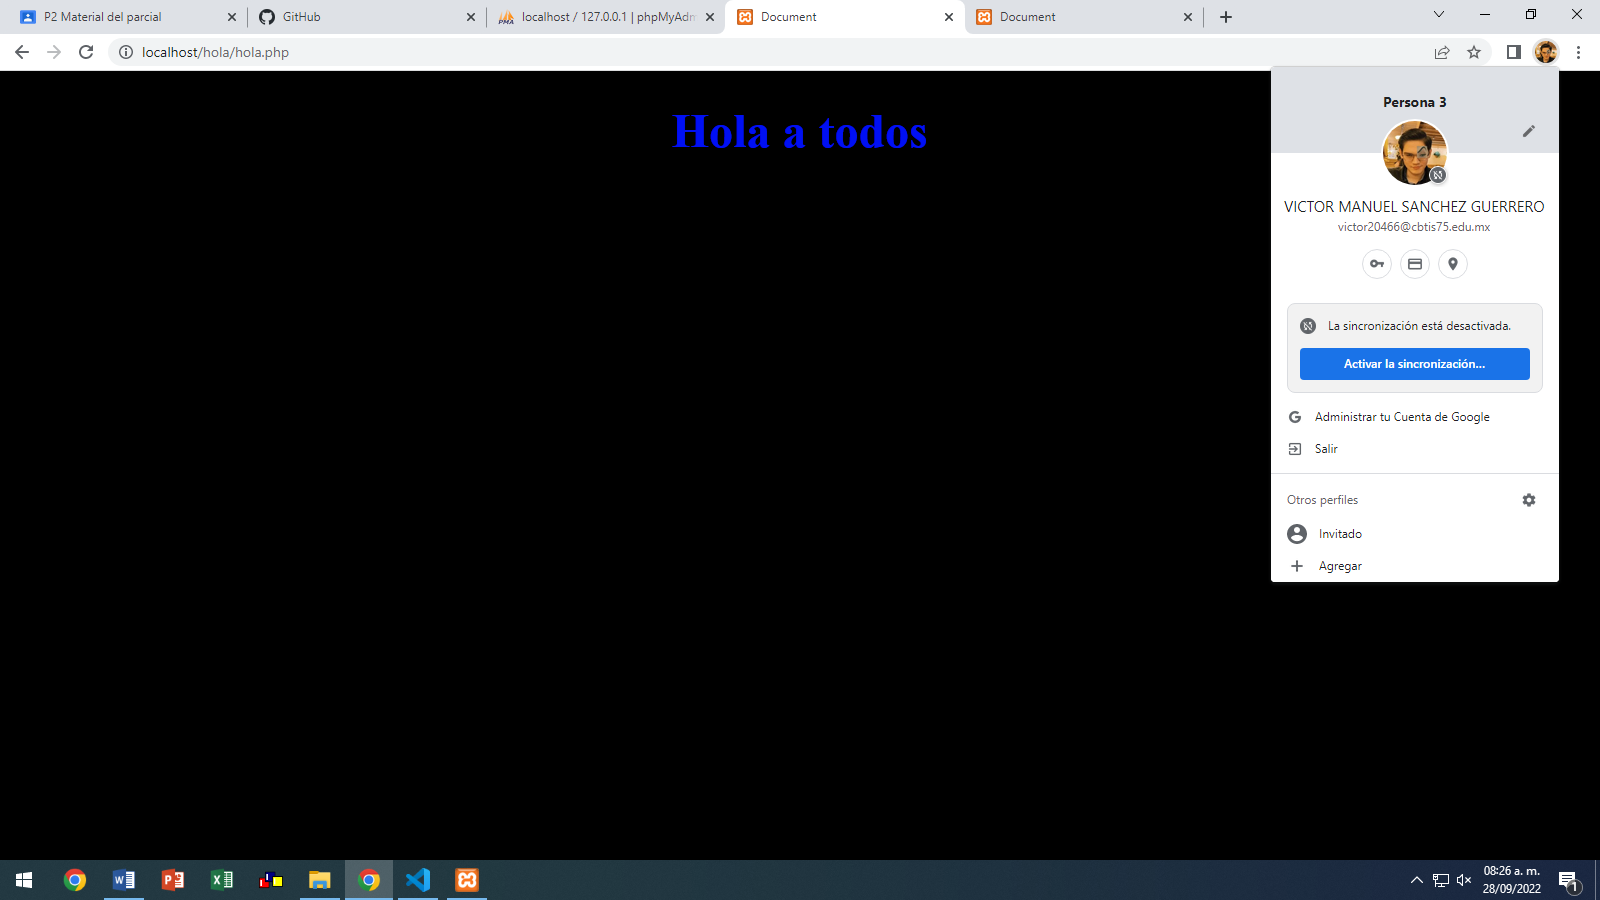 P2 Material del parcial
GitHub
localhost / 127.0.0.1 | phpMyAdm
Document
Document
localhost/hola/hola.php
Hola a todos
Persona 3
VICTOR MANUEL SANCHEZ GUERRERO
victor20466@cbtis75.edu.mx
La sincronización está desactivada.
Activar la sincronización...
Administrar tu Cuenta de Google
Salir
Otros perfiles
Invitado
Agregar
08:26 a. m.
28/09/2022
1